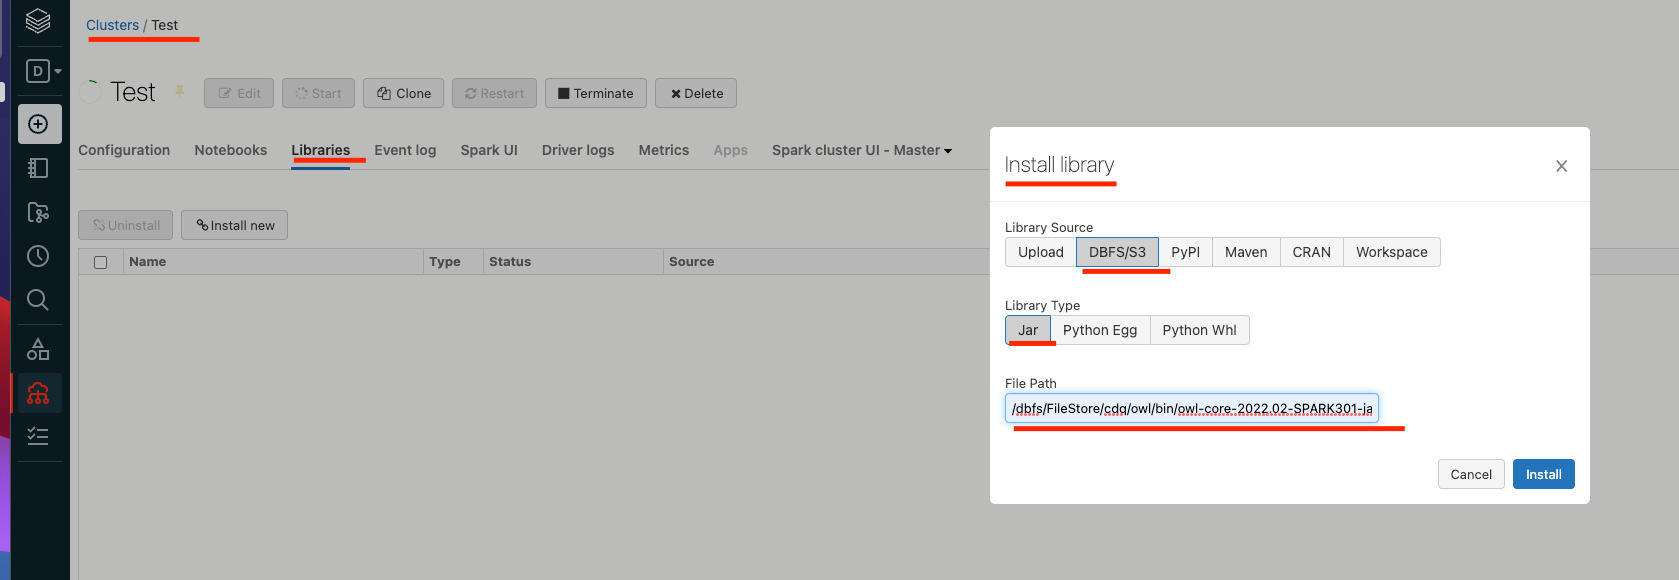 Clusters / Test
D
Test
Edit
Start
Clone
Restart
Terminate
Delete
Configuration
Notebooks
Libraries
Event log
Spark UI
Driver logs
Metrics
Apps
Spark cluster UI - Master
Uninstall
Install new
Name
Type
Status
Source
Install library
Library Source
Upload
DBFS/S3
PyPI
Maven
CRAN
Workspace
Library Type
Jar
Python Egg
Python Whl
File Path
/dbfs/FileStore/cdq/owl/bin/owl-core-2022.02-SPARK301-ja
Cancel
Install